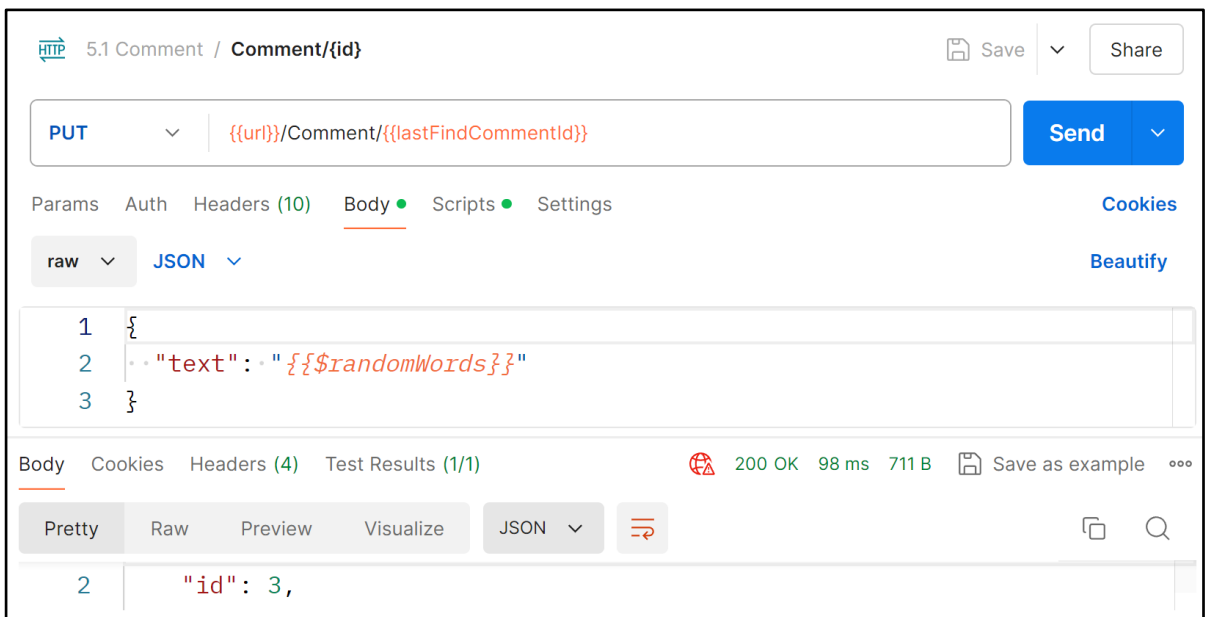 HTTP 5.1 Comment / Comment/{id} Save Share
PUT {{url}}/Comment/{{lastFindCommentId}} Send
Params Auth Headers (10) Body Scripts Settings Cookies
raw JSON Beautify
1 {
2 "text": "{{$randomWords}}"
3 }
Body Cookies Headers (4) Test Results (1/1) 200 OK 98 ms 711 B Save as example
Pretty Raw Preview Visualize JSON
2 "id": 3,